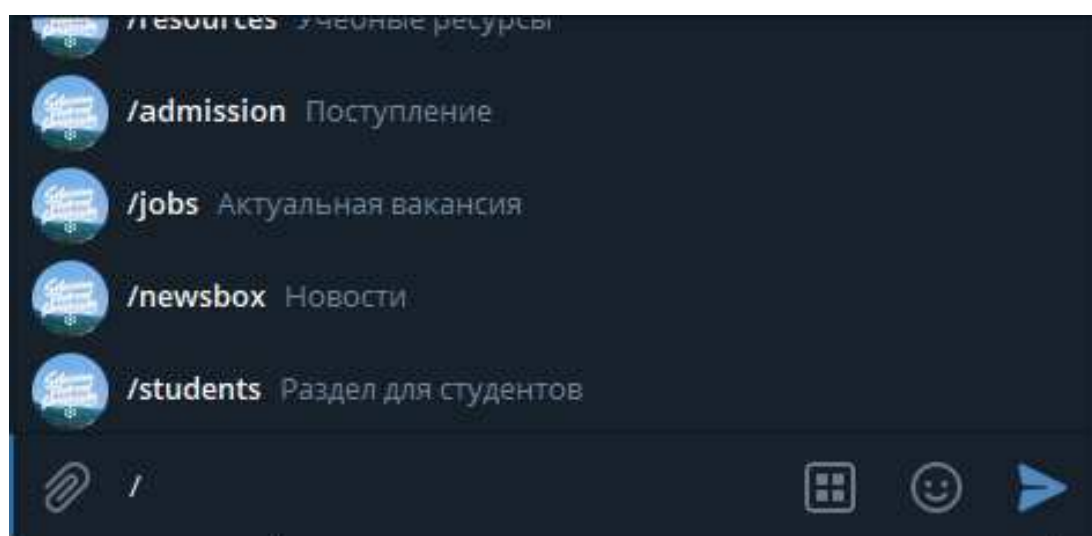 /resources Учебные ресурсы
/admission Поступление
/jobs Актуальная вакансия
/newsbox Новости
/students Раздел для студентов
/